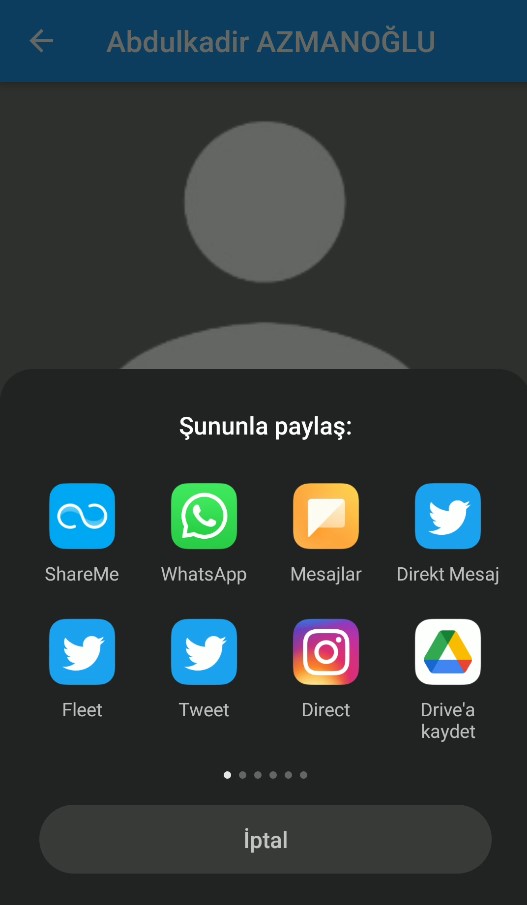 Abdulkadir AZMANOĞLU
Şununla paylaş:
ShareMe
WhatsApp
Mesajlar
Direkt Mesaj
Fleet
Tweet
Direct
Drive'a
kaydet
İptal